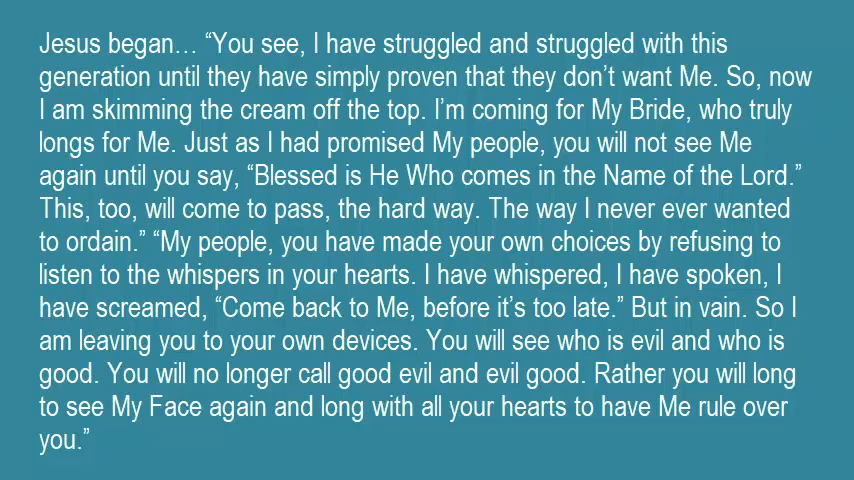 Jesus began… “You see, I have struggled and struggled with this
generation until they have simply proven that they don’t want Me. So, now
I am skimming the cream off the top. I’m coming for My Bride, who truly
longs for Me. Just as I had promised My people, you will not see Me
again until you say, “Blessed is He Who comes in the Name of the Lord.”
This, too, will come to pass, the hard way. The way I never ever wanted
to ordain.” “My people, you have made your own choices by refusing to
listen to the whispers in your hearts. I have whispered, I have spoken, I
have screamed, “Come back to Me, before it’s too late.” But in vain. So I
am leaving you to your own devices. You will see who is evil and who is
good. You will no longer call good evil and evil good. Rather you will long
to see My Face again and long with all your hearts to have Me rule over
you.”